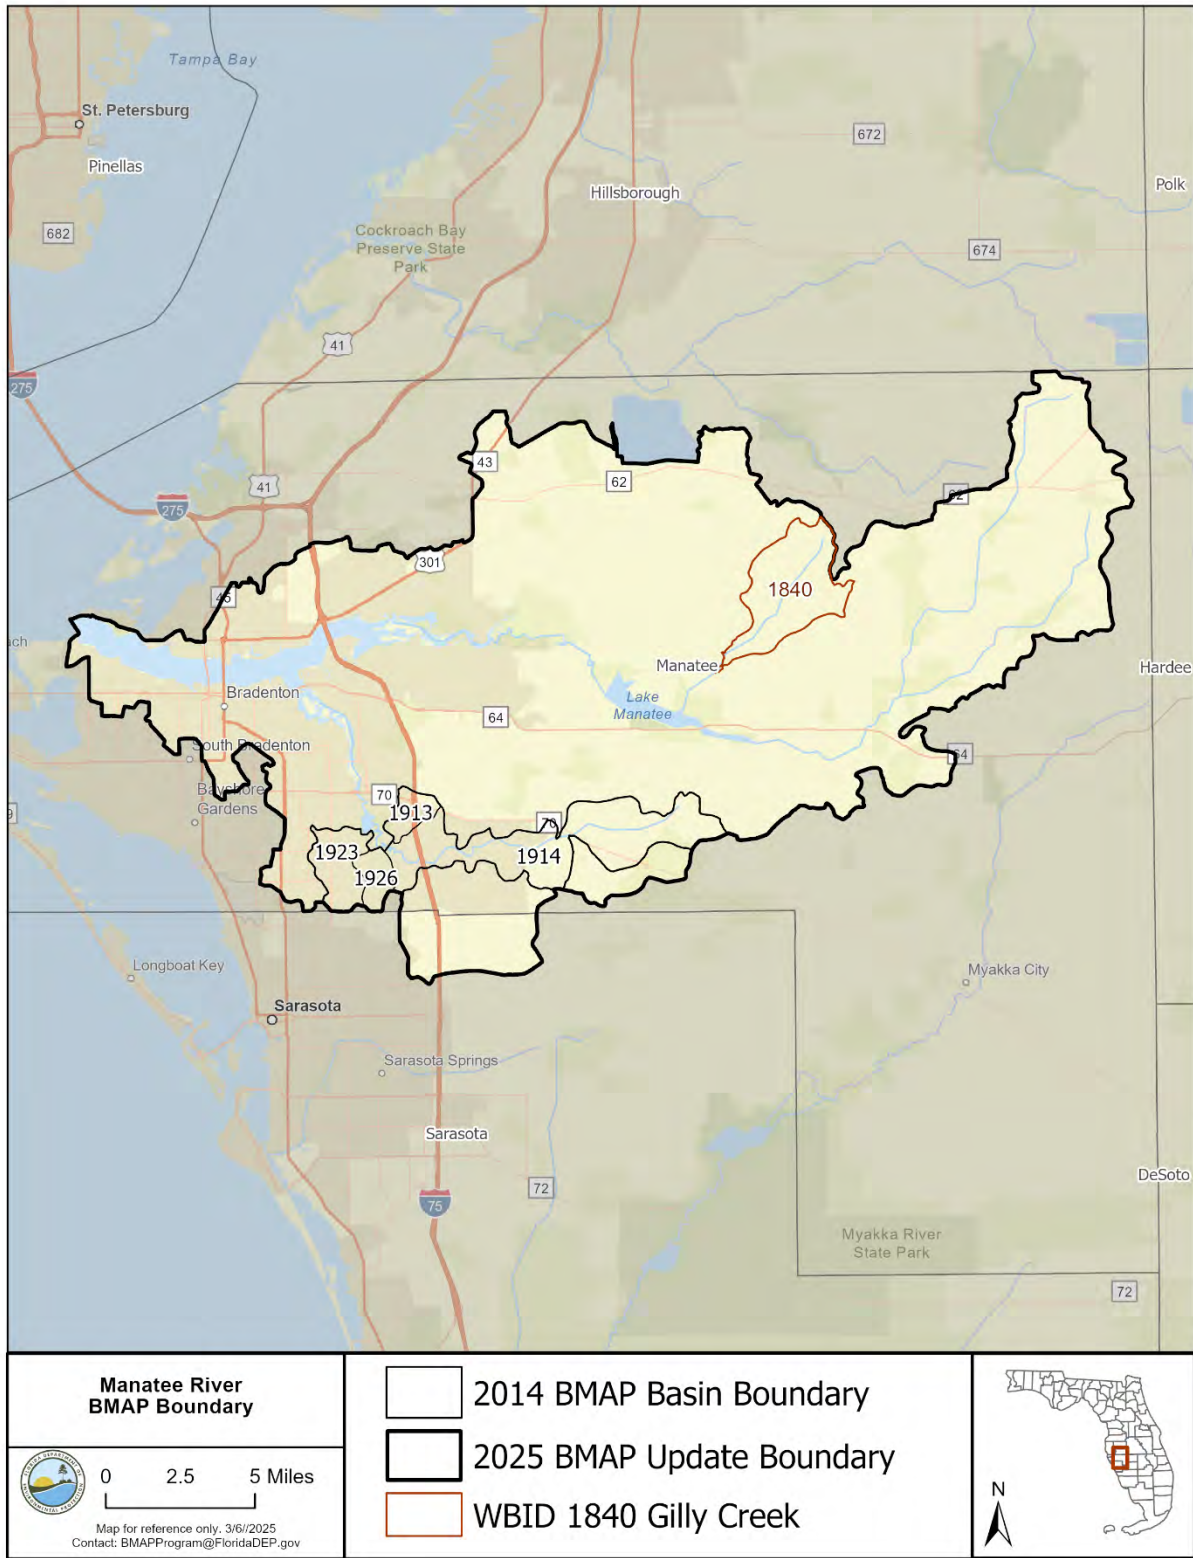 Tampa Bay
St. Petersburg
Pinellas
672
Hillsborough
Polk
682
Cockroach Bay
Preserve State
Park
674
41
275
43
62
41
62
275
301
45
1840
ach
Manatee
Hardee
Lake
Manatee
Bradenton
64
South Bradenton
64
Bayshore
Gardens
70
1913
70
9
1923
1914
1926
Longboat Key
Myakka City
Sarasota
Sarasota Springs
Sarasota
DeSoto
72
75
Myakka River
State Park
72
Manatee River
BMAP Boundary
0 2.5 5 Miles
Map for reference only. 3/6//2025
Contact: BMAPProgram@FloridaDEP.gov
2014 BMAP Basin Boundary
2025 BMAP Update Boundary
WBID 1840 Gilly Creek
N